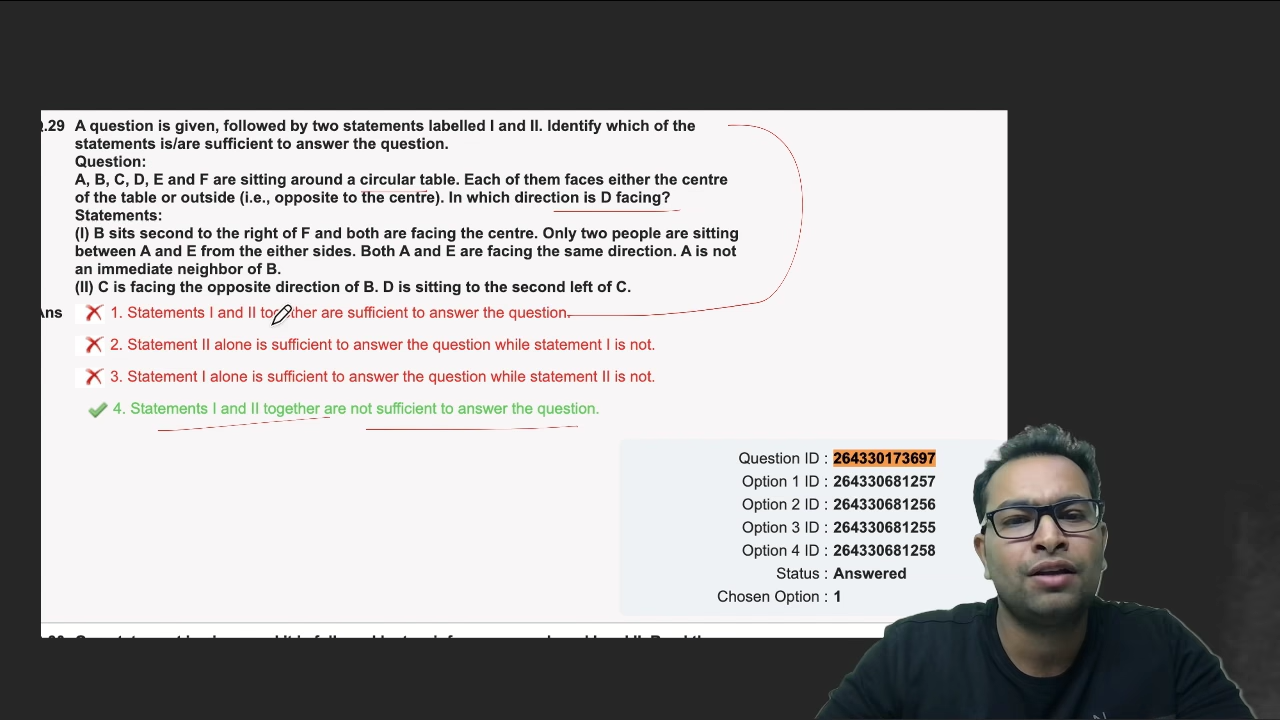 .29 A question is given, followed by two statements labelled I and II. Identify which of the
statements is/are sufficient to answer the question.
Question:
A, B, C, D, E and F are sitting around a circular table. Each of them faces either the centre
of the table or outside (i.e., opposite to the centre). In which direction is D facing?
Statements:
(I) B sits second to the right of F and both are facing the centre. Only two people are sitting
between A and E from the either sides. Both A and E are facing the same direction. A is not
an immediate neighbor of B.
(II) C is facing the opposite direction of B. D is sitting to the second left of C.
Ans 1. Statements I and II together are sufficient to answer the question.
2. Statement II alone is sufficient to answer the question while statement I is not.
3. Statement I alone is sufficient to answer the question while statement II is not.
4. Statements I and II together are not sufficient to answer the question.
Question ID : 264330173697
Option 1 ID : 264330681257
Option 2 ID : 264330681256
Option 3 ID : 264330681255
Option 4 ID : 264330681258
Status : Answered
Chosen Option : 1